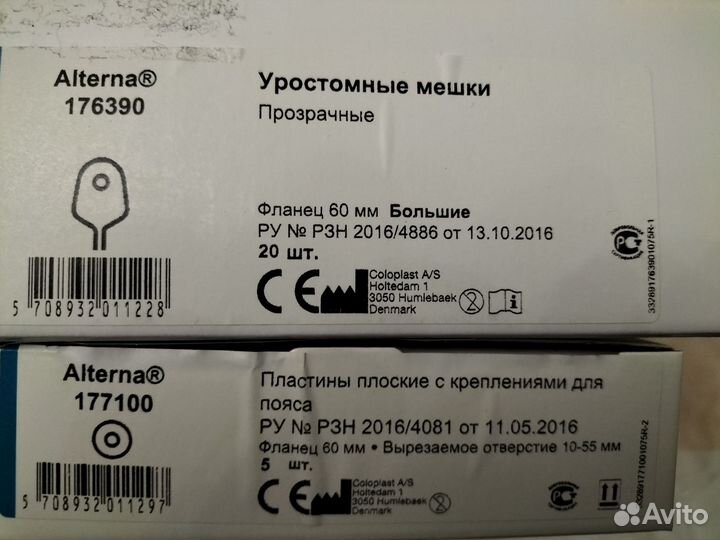 Alterna®
176390
Уростомные мешки
Прозрачные
Фланец 60 мм Большие
РУ № РЗН 2016/4886 от 13.10.2016
20 шт.
Coloplast A/S
Holtedam 1
3050 Humlebaek
Denmark
5 708932 011228
Alterna®
177100
Пластины плоские с креплениями для
пояса
РУ № РЗН 2016/4081 от 11.05.2016
Фланец 60 мм • Вырезаемое отверстие 10-55 мм
5 шт.
Coloplast A/S
Holtedam 1
3050 Humlebaek
Denmark
5 708932 011297
Avito